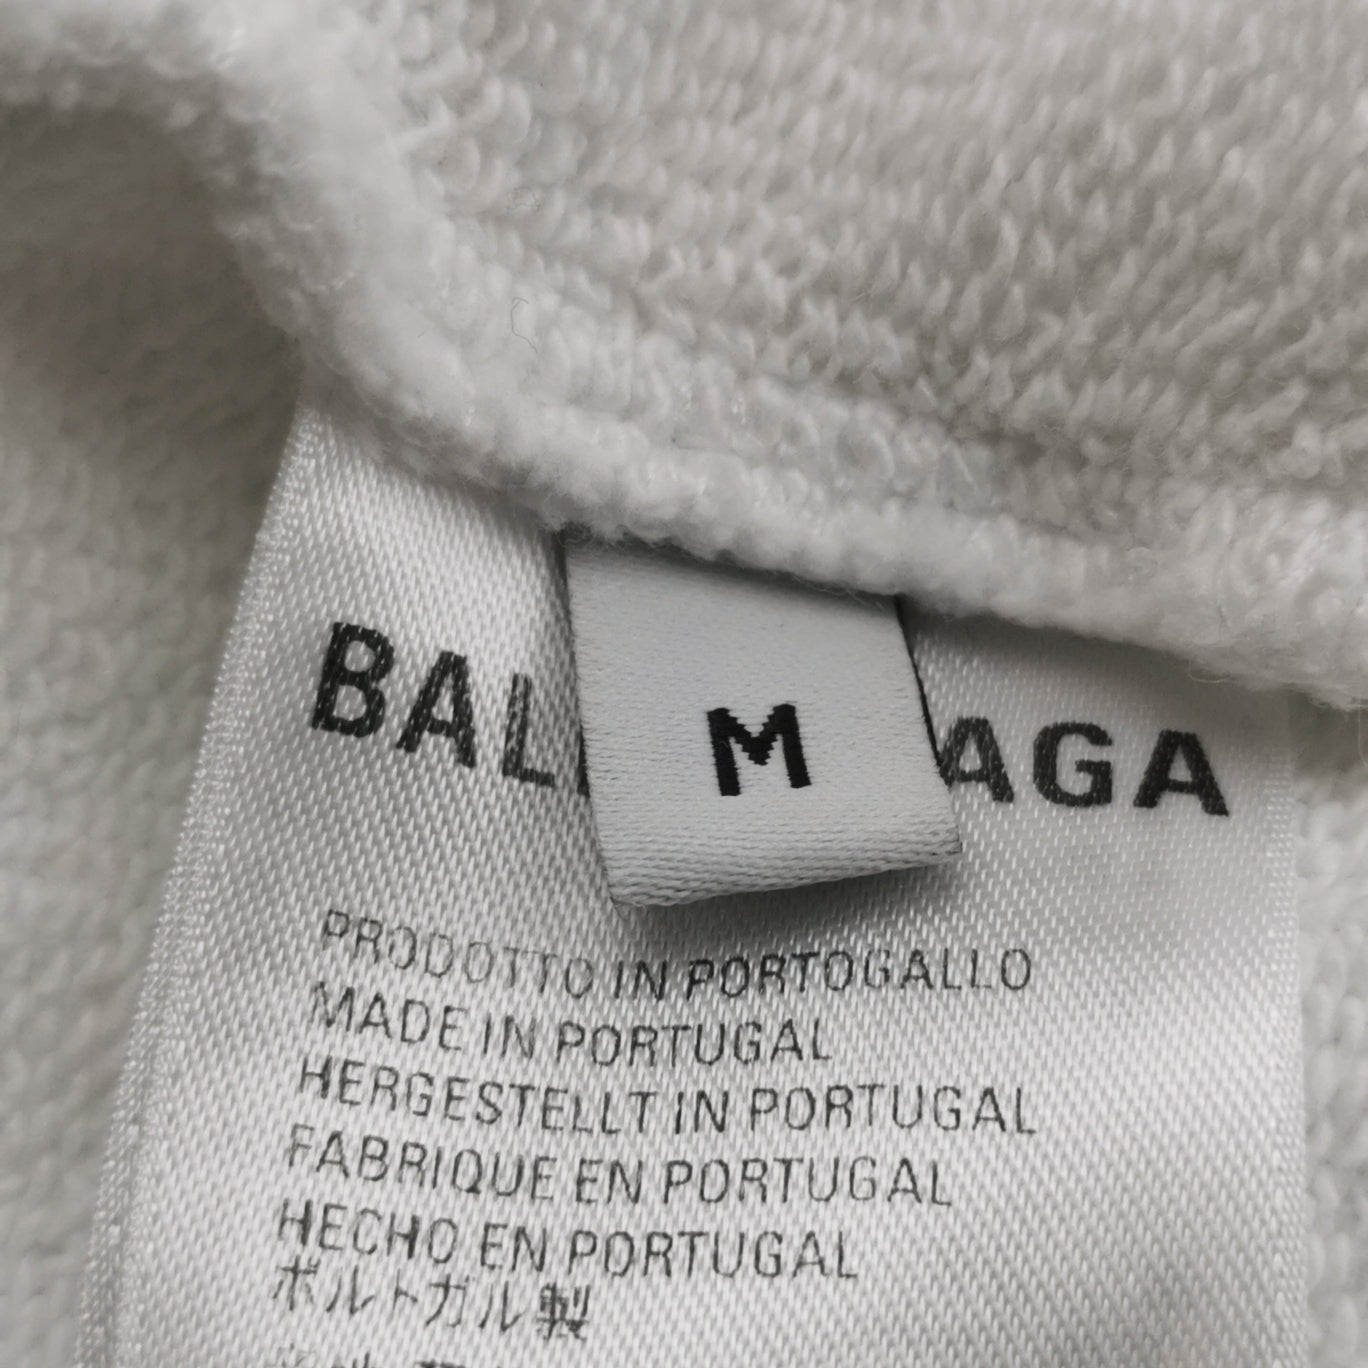 BAL AGA
M
PRODOTTO IN PORTOGALLO
MADE IN PORTUGAL
HERGESTELLT IN PORTUGAL
FABRIQUE EN PORTUGAL
HECHO EN PORTUGAL
ポルトガル製